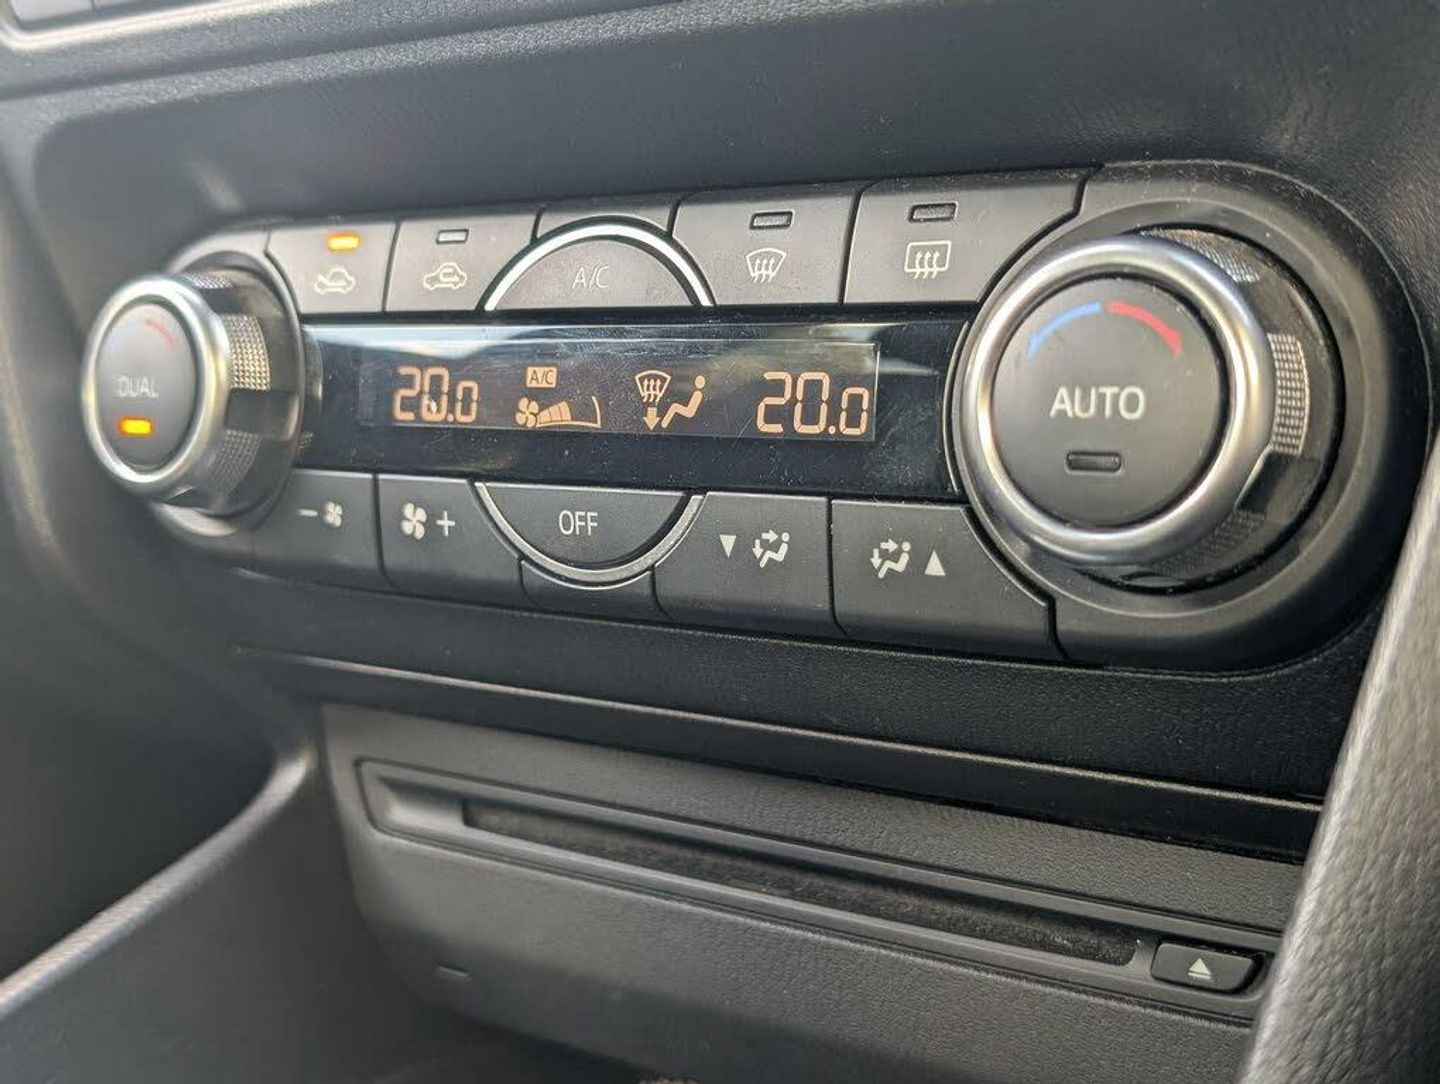 A/C
DUAL
20.0
A/C
20.0
AUTO
- +
OFF